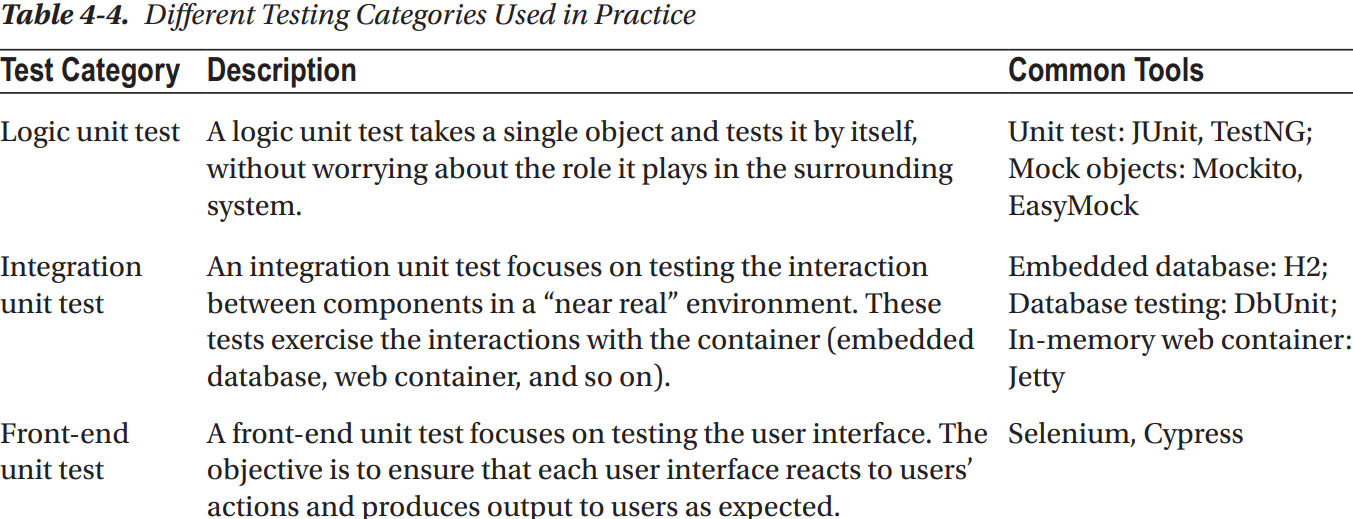 Table 4-4. Different Testing Categories Used in Practice
Test Category Description Common Tools
Logic unit test A logic unit test takes a single object and tests it by itself, Unit test: JUnit, TestNG;
without worrying about the role it plays in the surrounding Mock objects: Mockito,
system. EasyMock
Integration An integration unit test focuses on testing the interaction Embedded database: H2;
unit test between components in a “near real” environment. These Database testing: DbUnit;
tests exercise the interactions with the container (embedded In-memory web container:
database, web container, and so on). Jetty
Front-end A front-end unit test focuses on testing the user interface. The Selenium, Cypress
unit test objective is to ensure that each user interface reacts to users’
actions and produces output to users as expected.